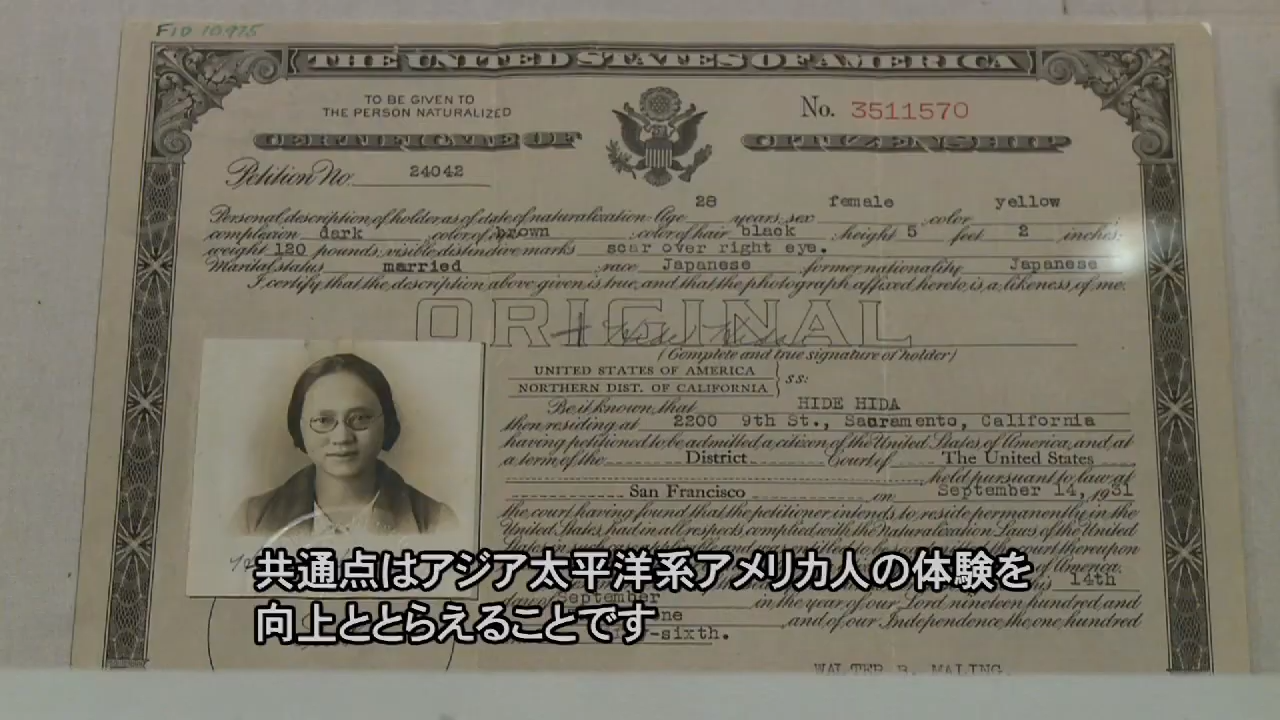 FID 10,975
THE UNITED STATES OF AMERICA
TO BE GIVEN TO
THE PERSON NATURALIZED
No. 3511570
CERTIFICATE OF CITIZENSHIP
Petition No. 24042
Personal description of holder as of date of naturalization: Age 28 years; sex female color yellow
complexion dark color of brown color of hair black height 5 feet 2 inches;
weight 120 pounds; visible distinctive marks scar over right eye.
Marital status married race Japanese former nationality Japanese
I certify that the description above given is true, and that the photograph affixed hereto is a likeness of me.
ORIGINAL
(Complete and true signature of holder)
UNITED STATES OF AMERICA
NORTHERN DIST. OF CALIFORNIA ss:
Be it known, that HIDE HIDA
then residing at 2200 9th St., Sacramento, California
having petitioned to be admitted a citizen of the United States of America, and at
a term of the District Court of The United States
held pursuant to law at
San Francisco on September 14, 1931
the court having found that the petitioner intends to reside permanently in the
United States, had in all respects complied with the Naturalization Laws of the United
共通点はアジア太平洋系アメリカ人の体験を
14th
day of September in the year of our Lord nineteen hundred and
向上ととらえることです
and of our Independence the one hundred
-sixth.
WALTER B. MALING.